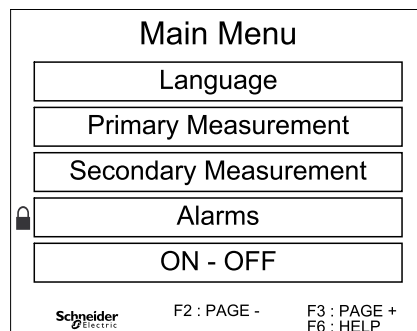 Main Menu
Language
Primary Measurement
Secondary Measurement
Alarms
ON - OFF
Schneider
Electric
F2 : PAGE -
F3 : PAGE +
F6 : HELP